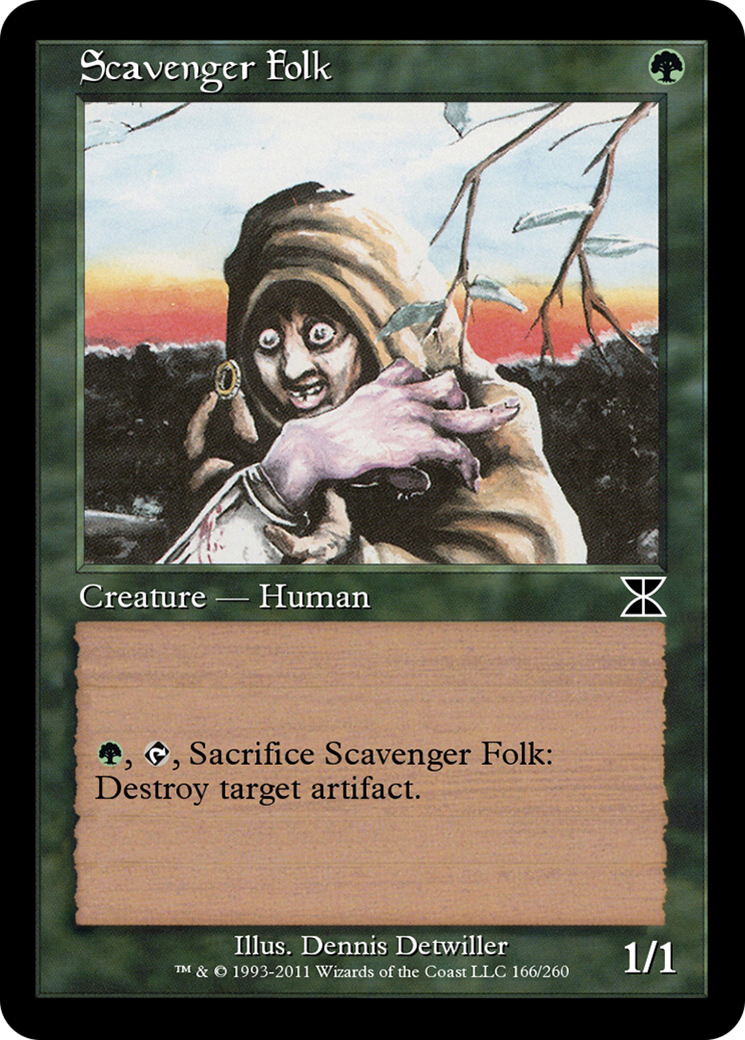 Scavenger Folk
Creature — Human
, , Sacrifice Scavenger Folk:
Destroy target artifact.
Illus. Dennis Detwiller
™ & © 1993-2011 Wizards of the Coast LLC 166/260
1/1